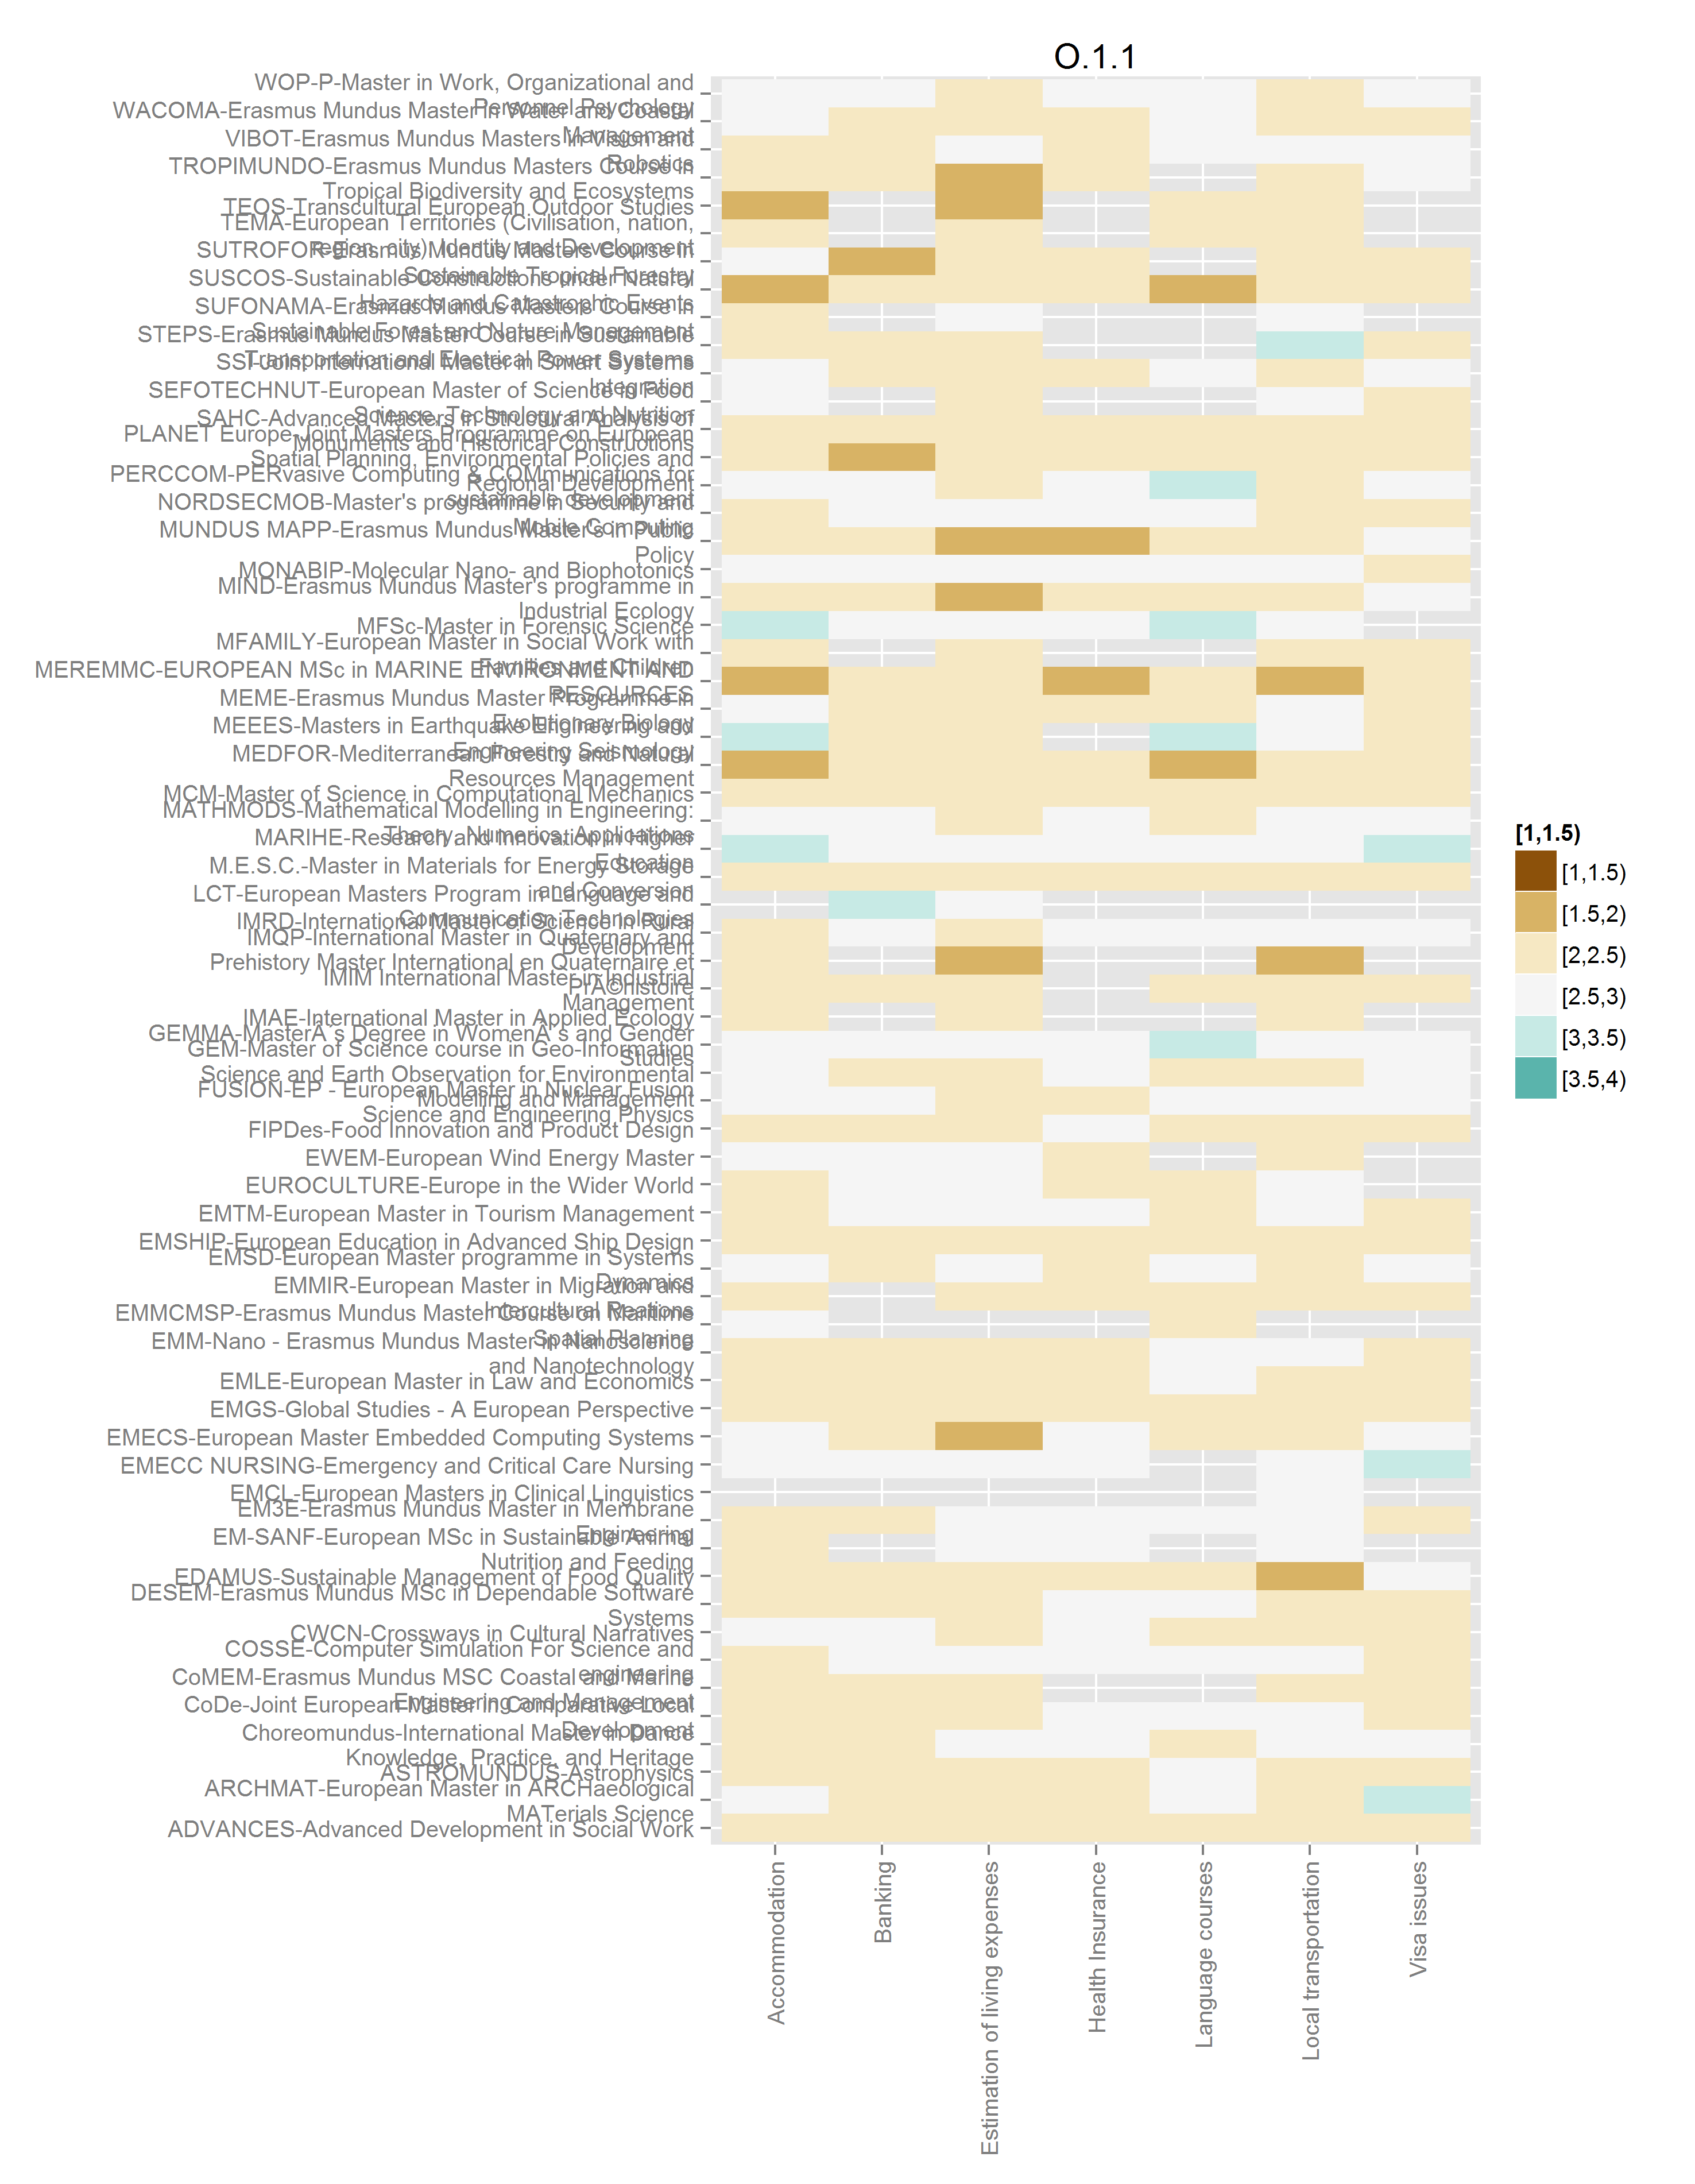 O.1.1
WOP-P-Master in Work, Organizational and
Personnel Psychology
WACOMA-Erasmus Mundus Master in Water and Coastal
Management
VIBOT-Erasmus Mundus Masters in Vision and
Robotics
TROPIMUNDO-Erasmus Mundus Masters Course in
Tropical Biodiversity and Ecosystems
TEOS-Transcultural European Outdoor Studies
TEMA-European Territories (Civilisation, nation,
region, city) Identity and Development
SUTROFOR-Erasmus Mundus Masters Course in
Sustainable Tropical Forestry
SUSCOS-Sustainable Constructions under Natural
Hazards and Catastrophic Events
SUFONAMA-Erasmus Mundus Masters Course in
Sustainable Forest and Nature Management
STEPS-Erasmus Mundus Master Course in Sustainable
Transportation and Electrical Power Systems
SSI-Joint International Master in Smart Systems
Integration
SEFOTECHNUT-European Master of Science in Food
Science, Technology and Nutrition
SAHC-Advanced Masters in Structural Analysis of
Monuments and Historical Constructions
PLANET Europe-Joint Masters Programme on European
Spatial Planning, Environmental Policies and
Regional Development
PERCCOM-PERvasive Computing & COMmunications for
sustainable development
NORDSECMOB-Master's programme in Security and
Mobile Computing
MUNDUS MAPP-Erasmus Mundus Master's in Public
Policy
MONABIP-Molecular Nano- and Biophotonics
MIND-Erasmus Mundus Master's programme in
Industrial Ecology
MFSc-Master in Forensic Science
MFAMILY-European Master in Social Work with
Families and Children
MEREMMC-EUROPEAN MSc in MARINE ENVIRONMENT AND
RESOURCES
MEME-Erasmus Mundus Master Programme in
Evolutionary Biology
MEEES-Masters in Earthquake Engineering and
Engineering Seismology
MEDFOR-Mediterranean Forestry and Natural
Resources Management
MCM-Master of Science in Computational Mechanics
MATHMODS-Mathematical Modelling in Engineering:
Theory, Numerics, Applications
MARIHE-Research and Innovation in Higher
Education
M.E.S.C.-Master in Materials for Energy Storage
and Conversion
LCT-European Masters Program in Language and
Communication Technologies
IMRD-International Master of Science in Rural
Development
IMQP-International Master in Quaternary and
Prehistory Master International en Quaternaire et
PrÃ©histoire
IMIM International Master in Industrial
Management
IMAE-International Master in Applied Ecology
GEMMA-MasterÂ´s Degree in WomenÂ´s and Gender
Studies
GEM-Master of Science course in Geo-Information
Science and Earth Observation for Environmental
Modelling and Management
FUSION-EP - European Master in Nuclear Fusion
Science and Engineering Physics
FIPDes-Food Innovation and Product Design
EWEM-European Wind Energy Master
EUROCULTURE-Europe in the Wider World
EMTM-European Master in Tourism Management
EMSHIP-European Education in Advanced Ship Design
EMSD-European Master programme in Systems
Dynamics
EMMIR-European Master in Migration and
Intercultural Reations
EMMCMSP-Erasmus Mundus Master Course on Maritime
Spatial Planning
EMM-Nano - Erasmus Mundus Master in Nanoscience
and Nanotechnology
EMLE-European Master in Law and Economics
EMGS-Global Studies - A European Perspective
EMECS-European Master Embedded Computing Systems
EMECC NURSING-Emergency and Critical Care Nursing
EMCL-European Masters in Clinical Linguistics
EM3E-Erasmus Mundus Master in Membrane
Engineering
EM-SANF-European MSc in Sustainable Animal
Nutrition and Feeding
EDAMUS-Sustainable Management of Food Quality
DESEM-Erasmus Mundus MSc in Dependable Software
Systems
CWCN-Crossways in Cultural Narratives
COSSE-Computer Simulation For Science and
engineering
CoMEM-Erasmus Mundus MSC Coastal and Marine
Engineering and Management
CoDe-Joint European Master in Comparative Local
Development
Choreomundus-International Master in Dance
Knowledge, Practice, and Heritage
ASTROMUNDUS-Astrophysics
ARCHMAT-European Master in ARCHaeological
MATerials Science
ADVANCES-Advanced Development in Social Work
Accommodation
Banking
Estimation of living expenses
Health Insurance
Language courses
Local transportation
Visa issues
[1,1.5)
[1,1.5)
[1.5,2)
[2,2.5)
[2.5,3)
[3,3.5)
[3.5,4)